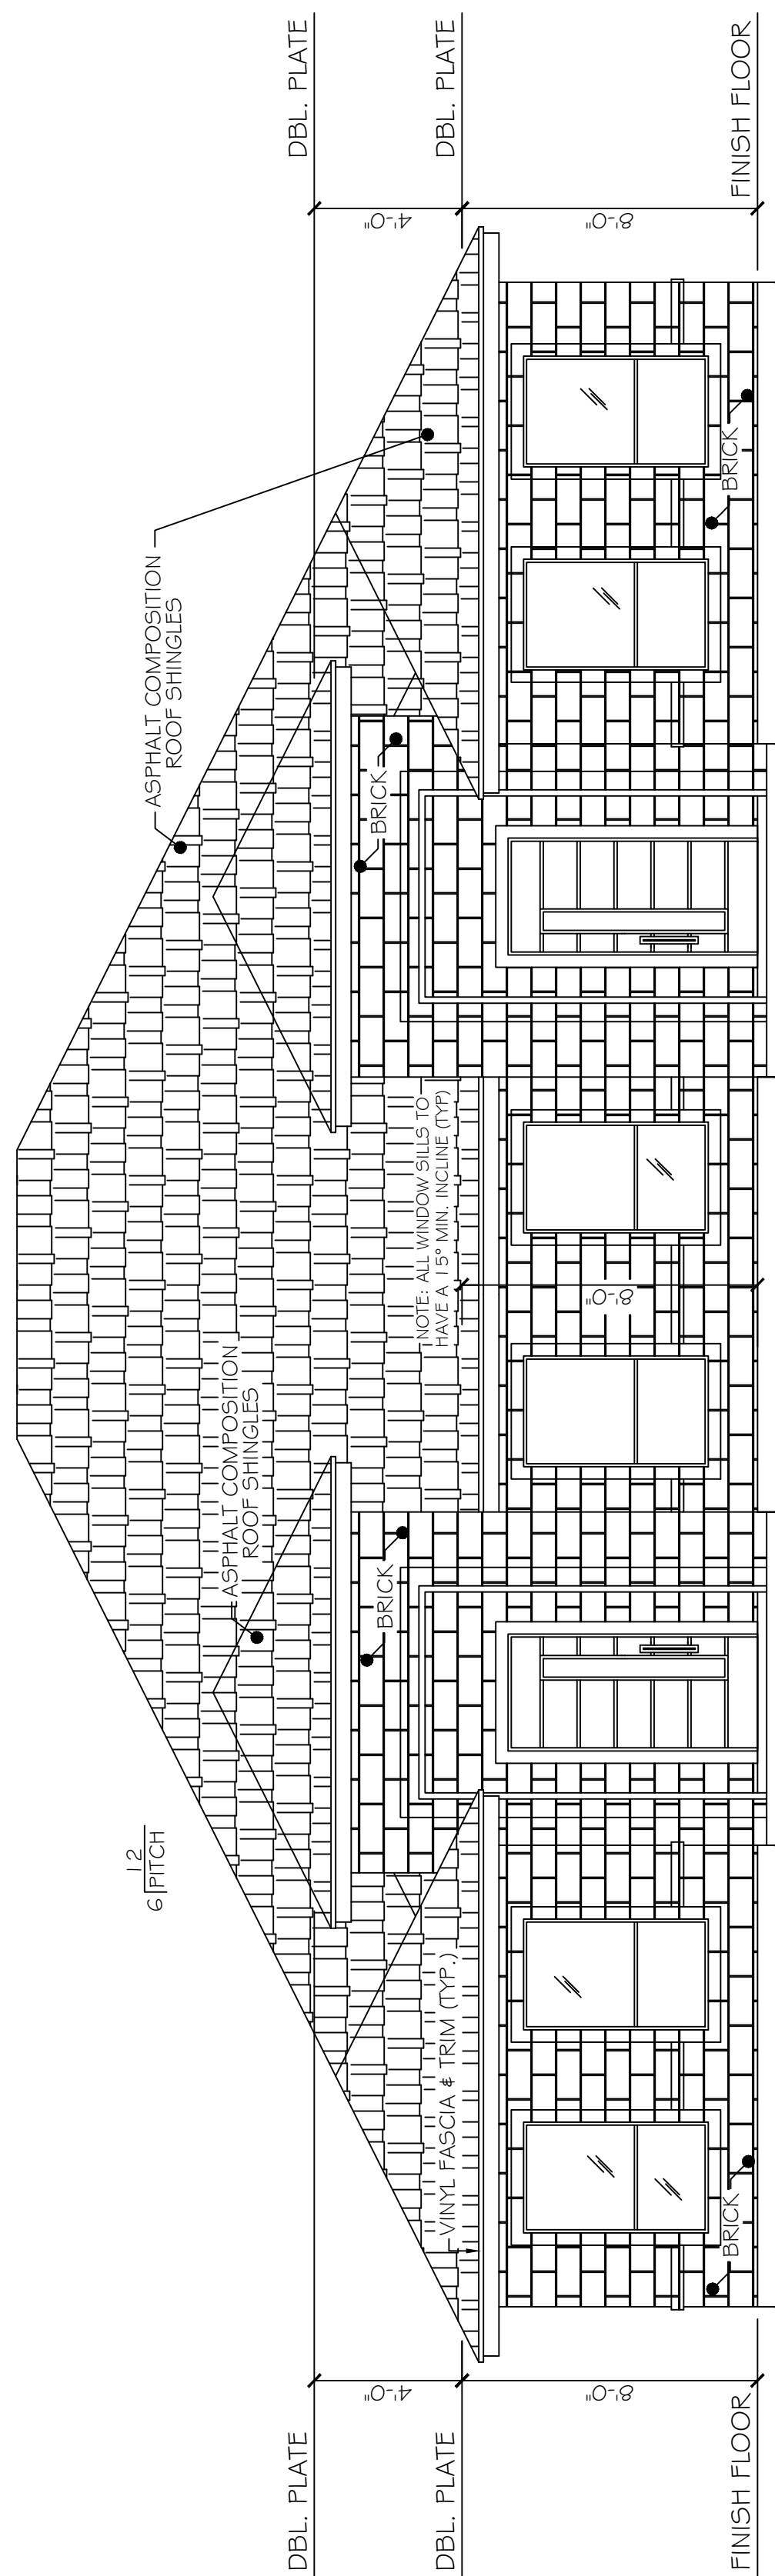 DBL. PLATE
DBL. PLATE
FINISH FLOOR
4'-0"
8'-0"
12
6 PITCH
VINYL FASCIA & TRIM (TYP.)
BRICK
ASPHALT COMPOSITION
ROOF SHINGLES
BRICK
NOTE: ALL WINDOW SILLS TO
HAVE A 15° MIN. INCLINE (TYP)
8'-0"
ASPHALT COMPOSITION
ROOF SHINGLES
BRICK
BRICK
4'-0"
8'-0"
DBL. PLATE
DBL. PLATE
FINISH FLOOR